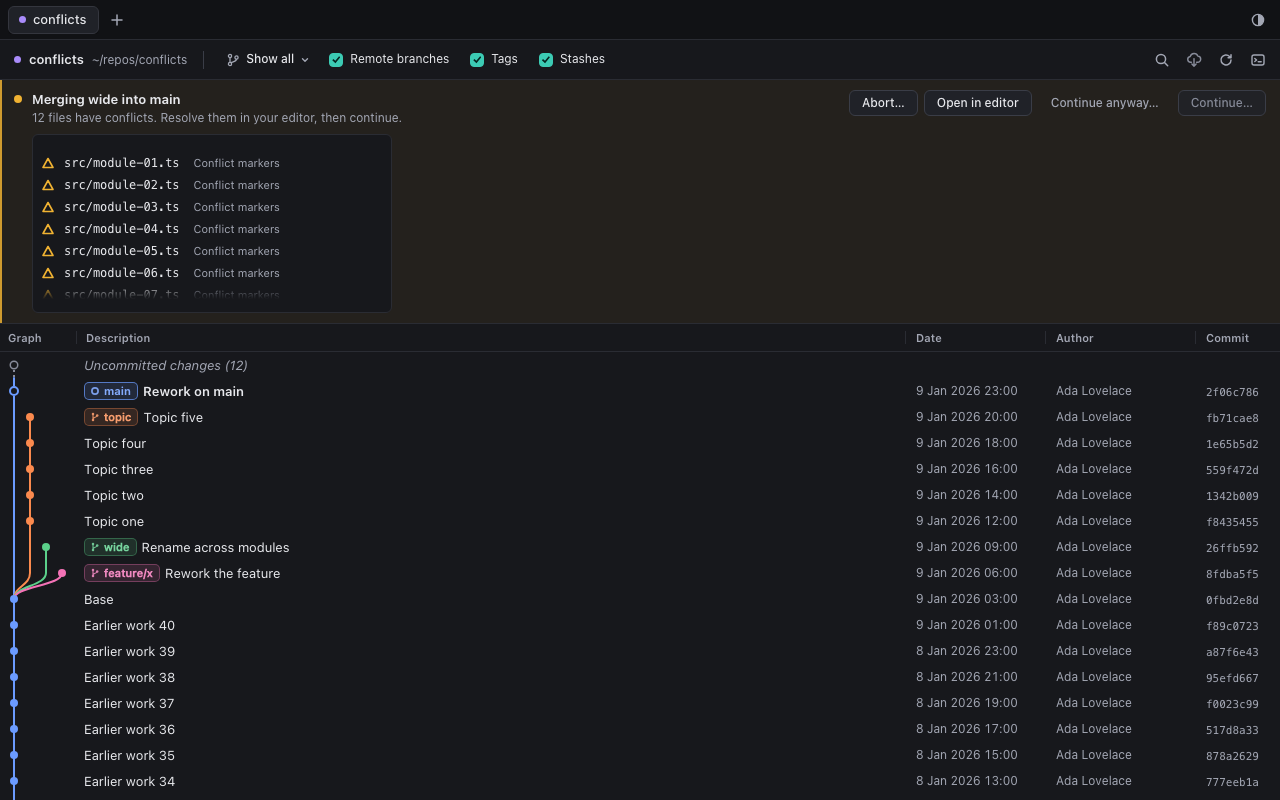 conflicts
conflicts ~/repos/conflicts Show all Remote branches Tags Stashes
Merging wide into main
12 files have conflicts. Resolve them in your editor, then continue.
Abort... Open in editor Continue anyway... Continue...
src/module-01.ts Conflict markers
src/module-02.ts Conflict markers
src/module-03.ts Conflict markers
src/module-04.ts Conflict markers
src/module-05.ts Conflict markers
src/module-06.ts Conflict markers
src/module-07.ts Conflict markers
Graph Description Date Author Commit
Uncommitted changes (12)
main Rework on main 9 Jan 2026 23:00 Ada Lovelace 2f06c786
topic Topic five 9 Jan 2026 20:00 Ada Lovelace fb71cae8
Topic four 9 Jan 2026 18:00 Ada Lovelace 1e65b5d2
Topic three 9 Jan 2026 16:00 Ada Lovelace 559f472d
Topic two 9 Jan 2026 14:00 Ada Lovelace 1342b009
Topic one 9 Jan 2026 12:00 Ada Lovelace f8435455
wide Rename across modules 9 Jan 2026 09:00 Ada Lovelace 26ffb592
feature/x Rework the feature 9 Jan 2026 06:00 Ada Lovelace 8fdba5f5
Base 9 Jan 2026 03:00 Ada Lovelace 0fbd2e8d
Earlier work 40 9 Jan 2026 01:00 Ada Lovelace f89c0723
Earlier work 39 8 Jan 2026 23:00 Ada Lovelace a87f6e43
Earlier work 38 8 Jan 2026 21:00 Ada Lovelace 95efd667
Earlier work 37 8 Jan 2026 19:00 Ada Lovelace f0023c99
Earlier work 36 8 Jan 2026 17:00 Ada Lovelace 517d8a33
Earlier work 35 8 Jan 2026 15:00 Ada Lovelace 878a2629
Earlier work 34 8 Jan 2026 13:00 Ada Lovelace 777eeb1a